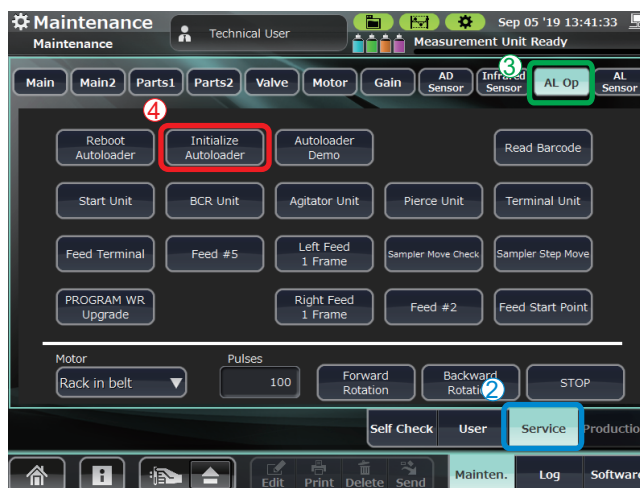 Maintenance
Technical User
Sep 05 '19 13:41:33
Maintenance
Measurement Unit Ready
③
Main
Main2
Parts1
Parts2
Valve
Motor
Gain
AD
Sensor
Infrared
Sensor
AL Op
AL
Sensor
④
Reboot
Autoloader
Initialize
Autoloader
Autoloader
Demo
Read Barcode
Start Unit
BCR Unit
Agitator Unit
Pierce Unit
Terminal Unit
Feed Terminal
Feed #5
Left Feed
1 Frame
Sampler Move Check
Sampler Step Move
PROGRAM WR
Upgrade
Right Feed
1 Frame
Feed #2
Feed Start Point
Motor
Pulses
Rack in belt
100
Forward
Rotation
Backward
Rotation
STOP
②
Self Check
User
Service
Productio
Edit
Print
Delete
Send
Mainten.
Log
Software